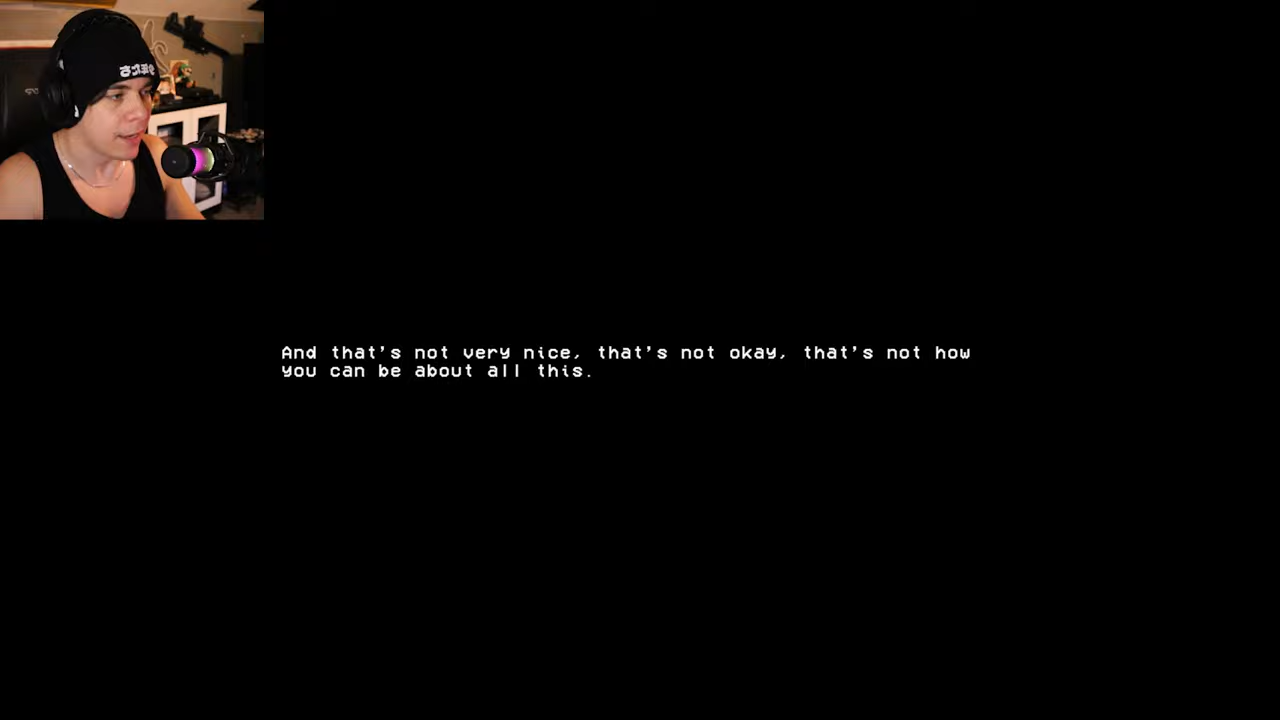 And that's not very nice, that's not okay, that's not how
you can be about all this.